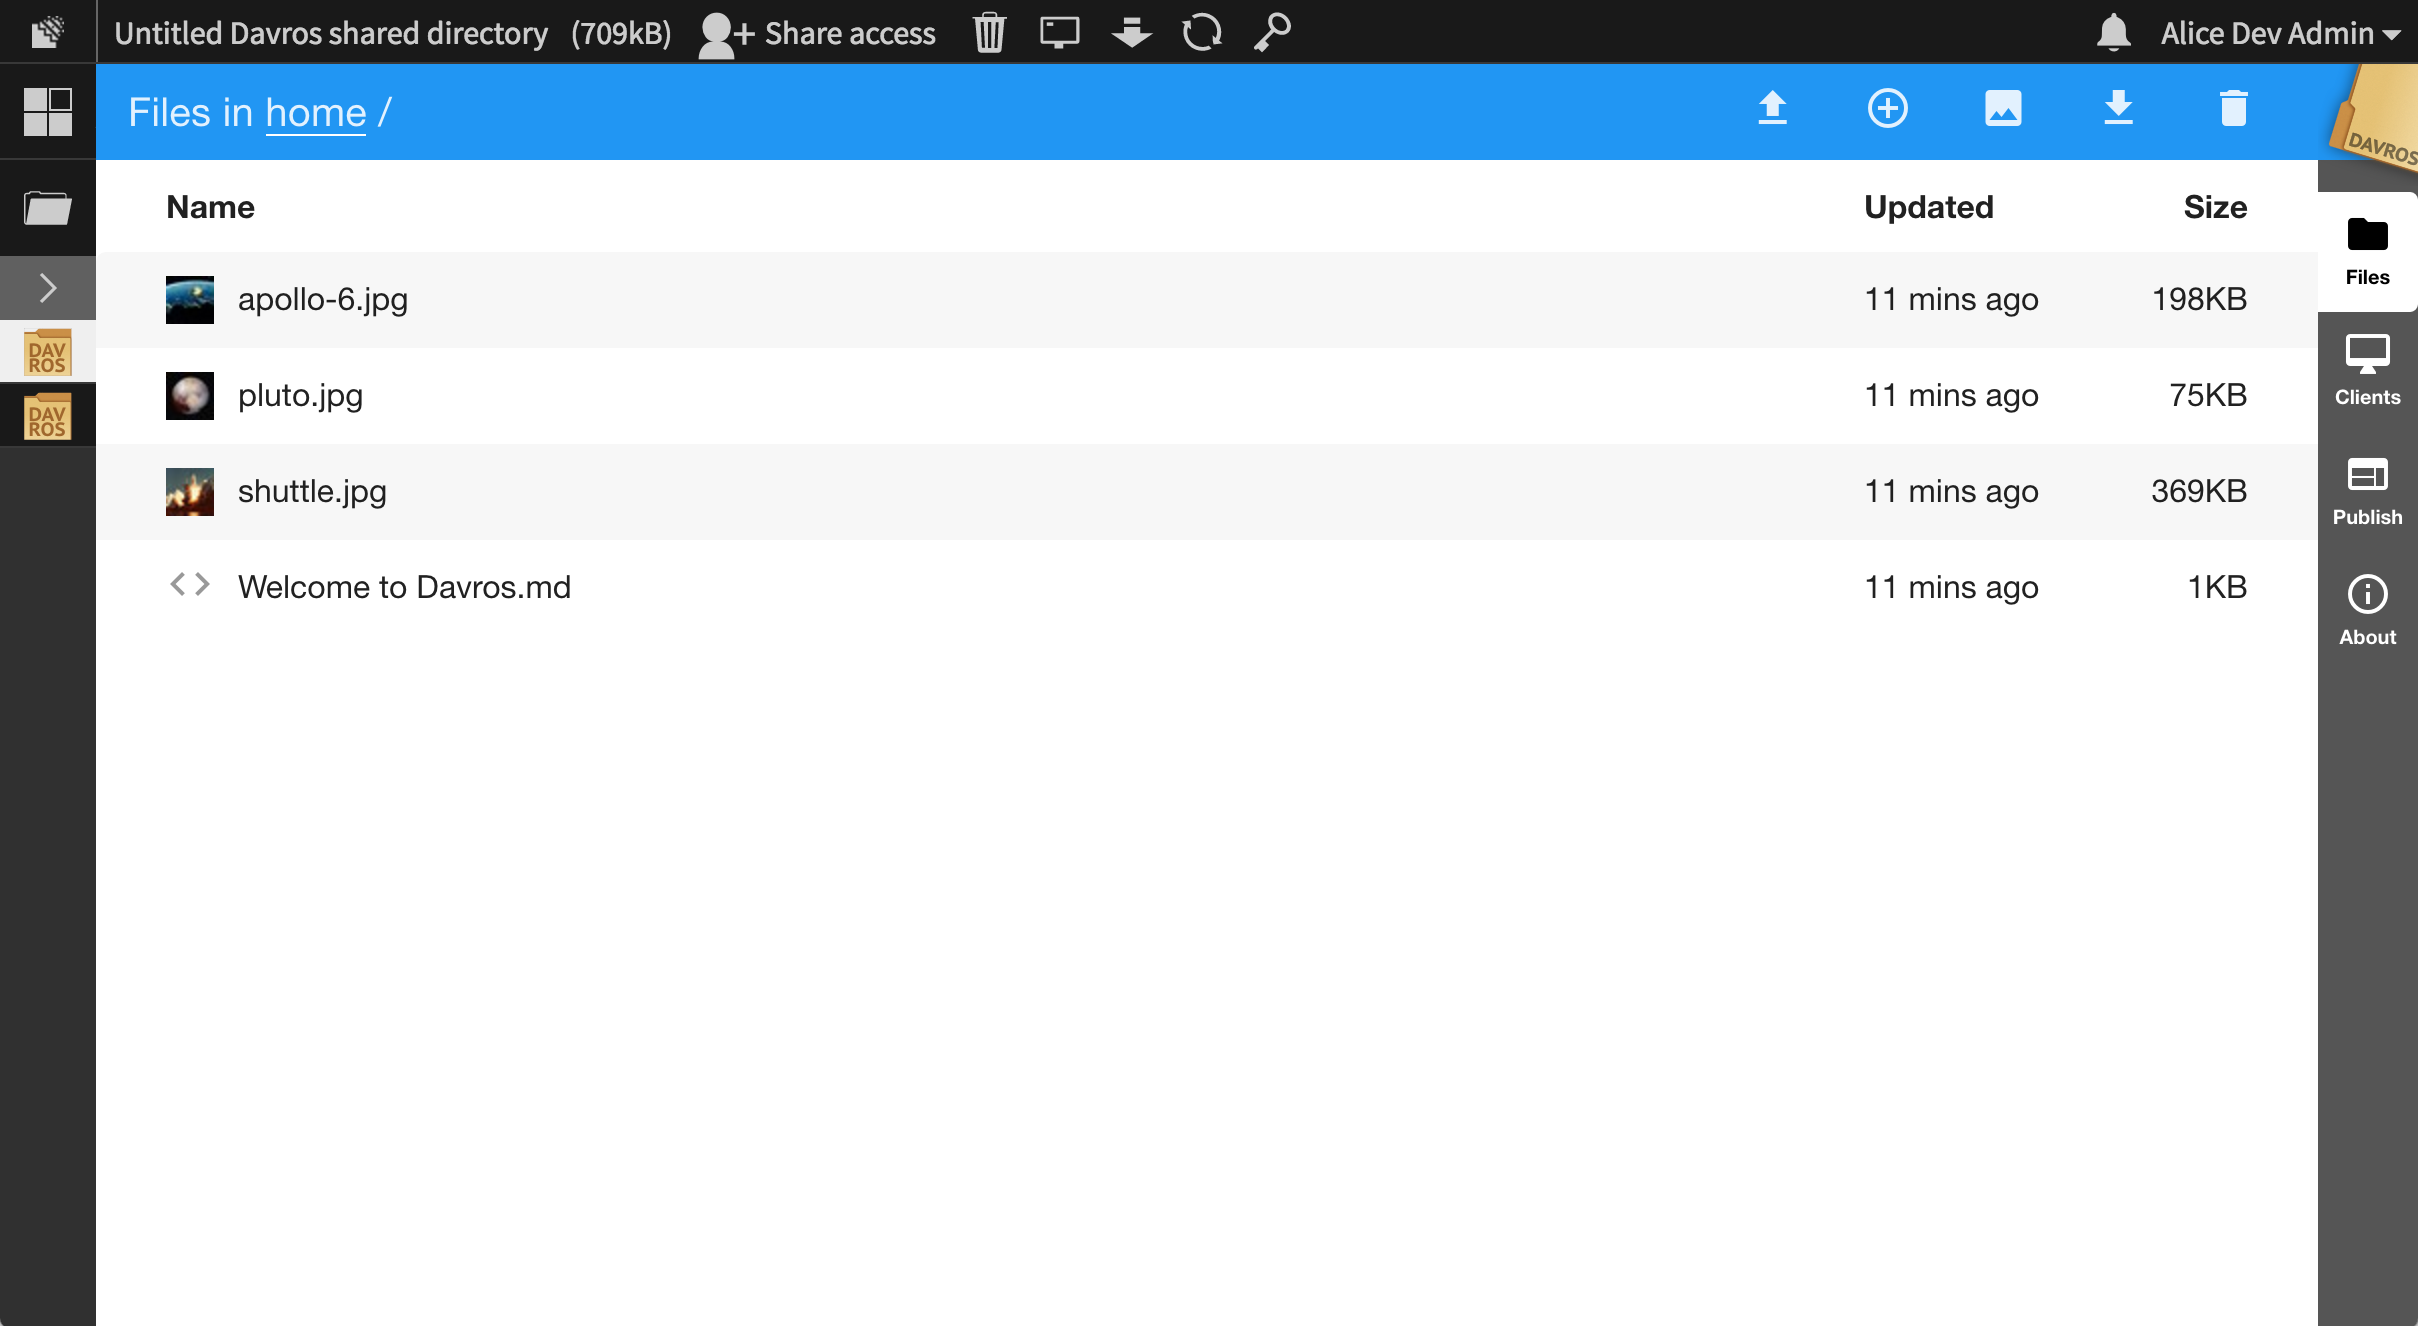 Untitled Davros shared directory (709kB) Share access Alice Dev Admin
Files in home /
DAVROS
Name Updated Size
apollo-6.jpg 11 mins ago 198KB
pluto.jpg 11 mins ago 75KB
shuttle.jpg 11 mins ago 369KB
Welcome to Davros.md 11 mins ago 1KB
DAV
ROS
DAV
ROS
Files
Clients
Publish
About